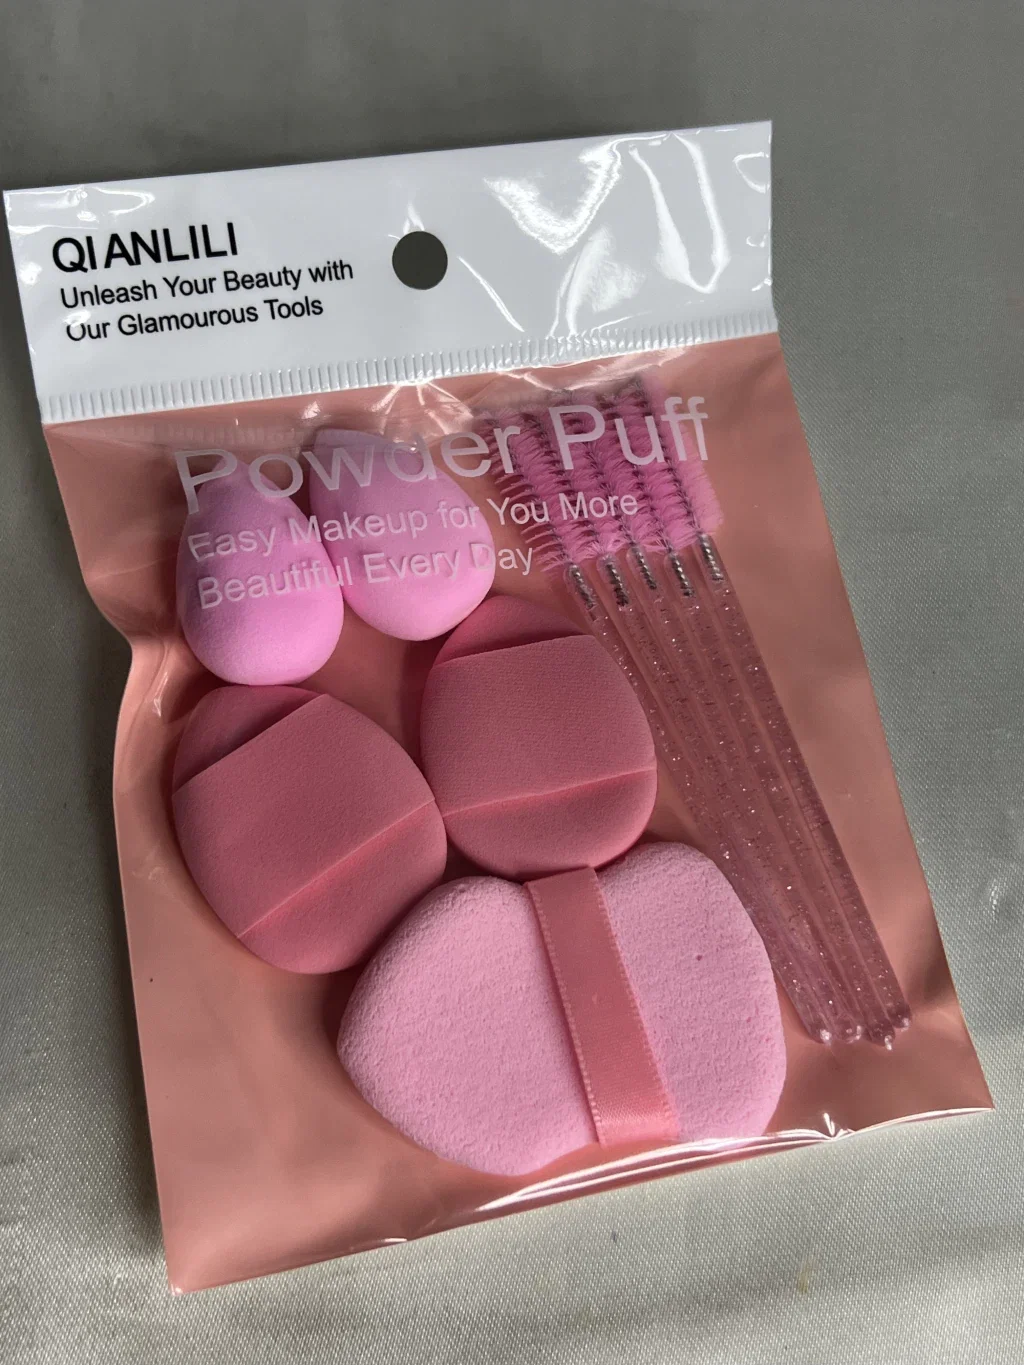 QIANLILI
Unleash Your Beauty with
Our Glamourous Tools
Powder Puff
Easy Makeup for You More
Beautiful Every Day